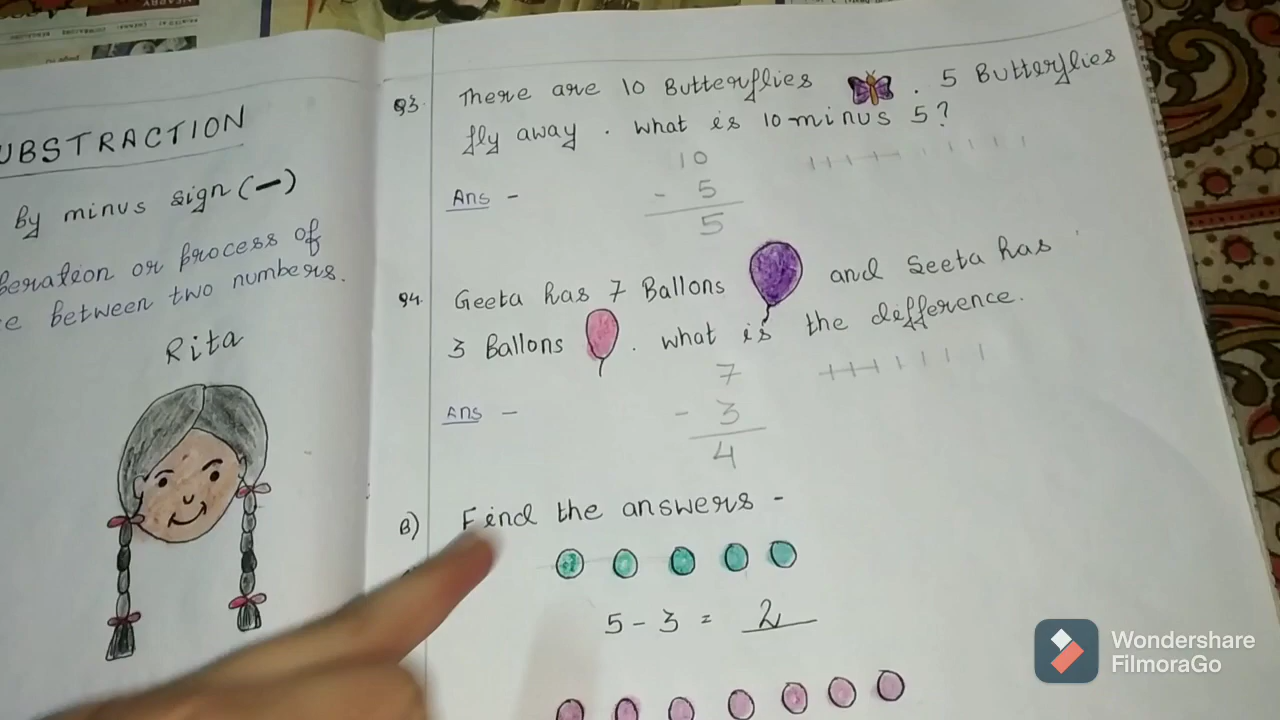 UBSTRACTION
By minus sign (-)
peration or process of
e between two numbers.
Rita
Q3. There are 10 Butterflies . 5 Butterflies
fly away . What is 10 minus 5?
10
Ans - - 5
5
Q4. Geeta has 7 Ballons and Seeta has
3 Ballons . what is the difference.
7
Ans - - 3
4
B) Find the answers -
5 - 3 = 2
Wondershare
FilmoraGo